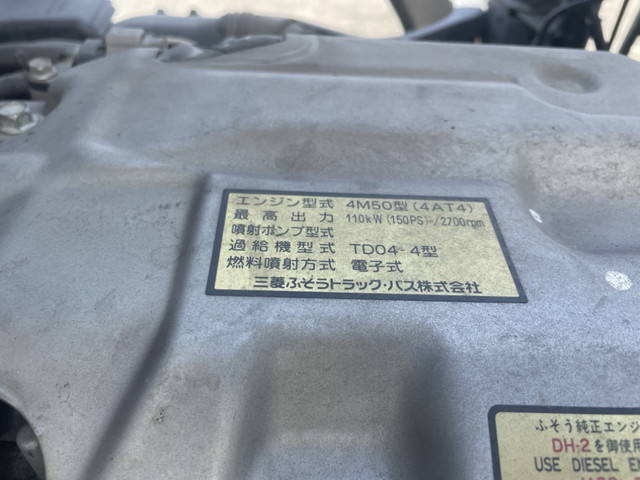 エンジン型式 4M50型(4AT4)
最高出力 110kW(150PS)/2700rpm
噴射ポンプ型式
過給機型式 TD04-4型
燃料噴射方式 電子式
三菱ふそうトラック・バス株式会社
ふそう純正エンジ
DH-2を御使用
USE DIESEL EN